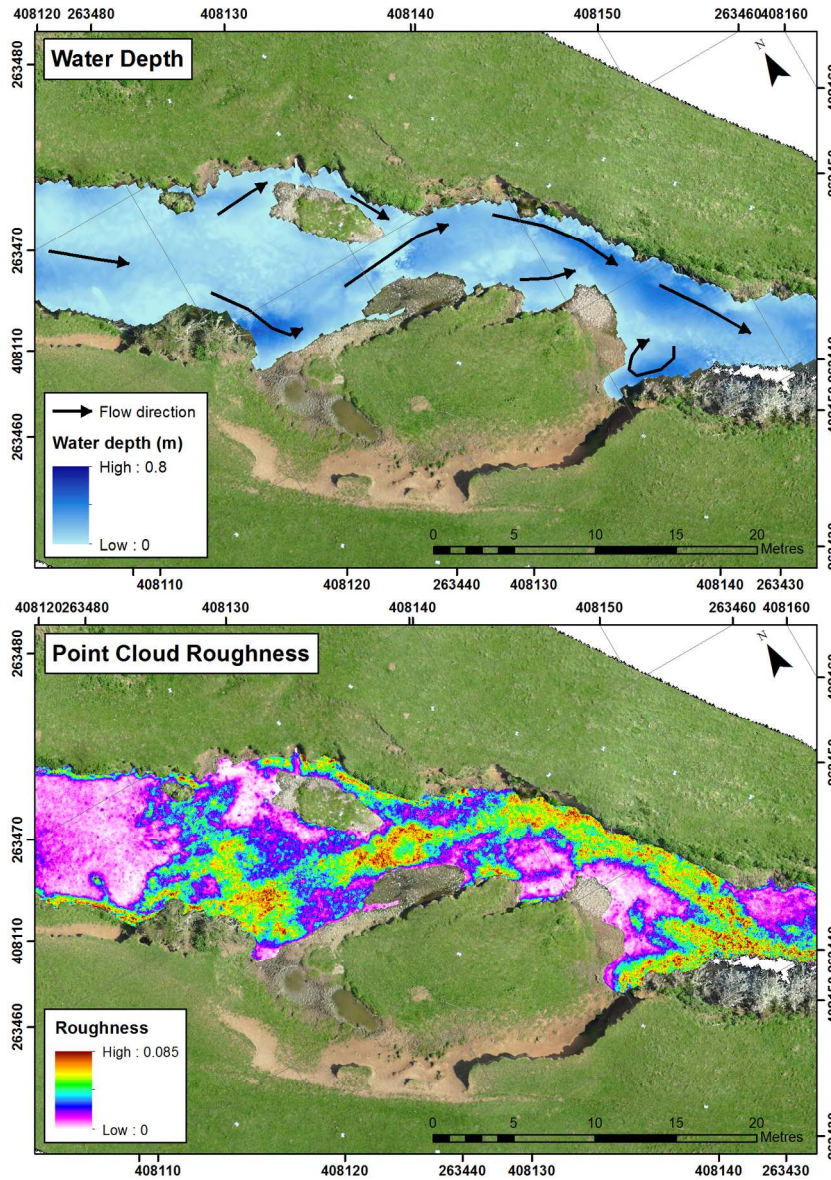 408120 263480 408130 408140 408150 263460 408160
Water Depth
N
263480
263470
408110
263460
Flow direction
Water depth (m)
High : 0.8
Low : 0
0 5 10 15 20
Metres
408110 408120 263440 408130 408140 263430
408120 263480 408130 408140 408150 263460 408160
Point Cloud Roughness
N
263480
263470
408110
263460
Roughness
High : 0.085
Low : 0
0 5 10 15 20
Metres
408110 408120 263440 408130 408140 263430